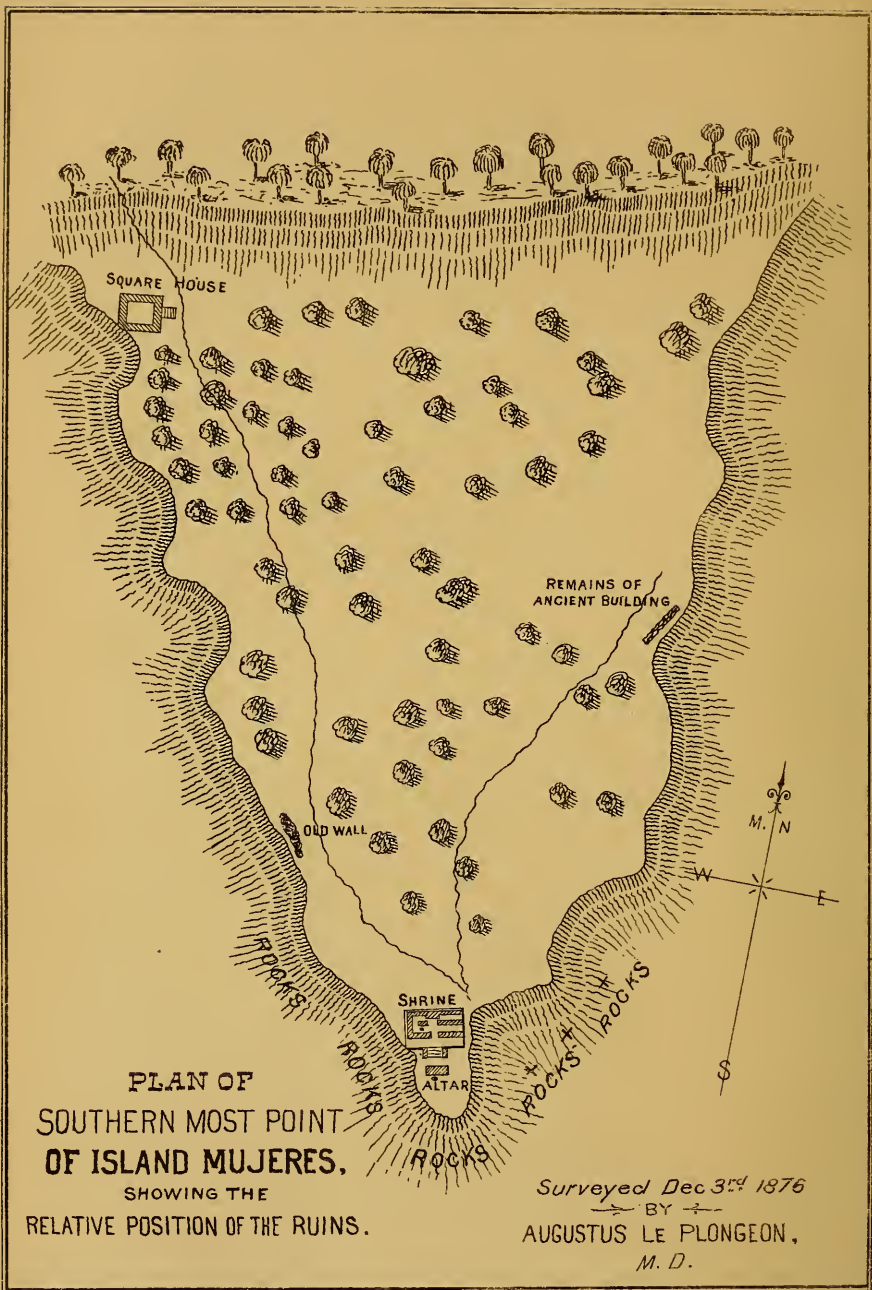 SQUARE HOUSE
REMAINS OF
ANCIENT BUILDING
OLD WALL
M. N
W
E
S
SHRINE
ALTAR
ROCKS
ROCKS
ROCKS
ROCKS
ROCKS
PLAN OF
SOUTHERN MOST POINT
OF ISLAND MUJERES,
SHOWING THE
RELATIVE POSITION OF THE RUINS.
Surveyed Dec 3rd 1876
BY
AUGUSTUS LE PLONGEON,
M. D.